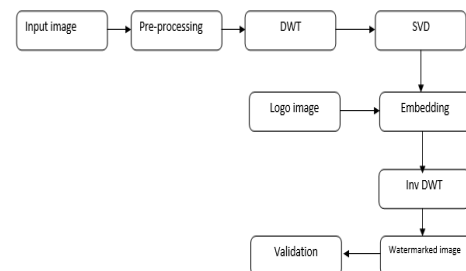 Input image
Pre-processing
DWT
SVD
Logo image
Embedding
Inv DWT
Validation
Watermarked image